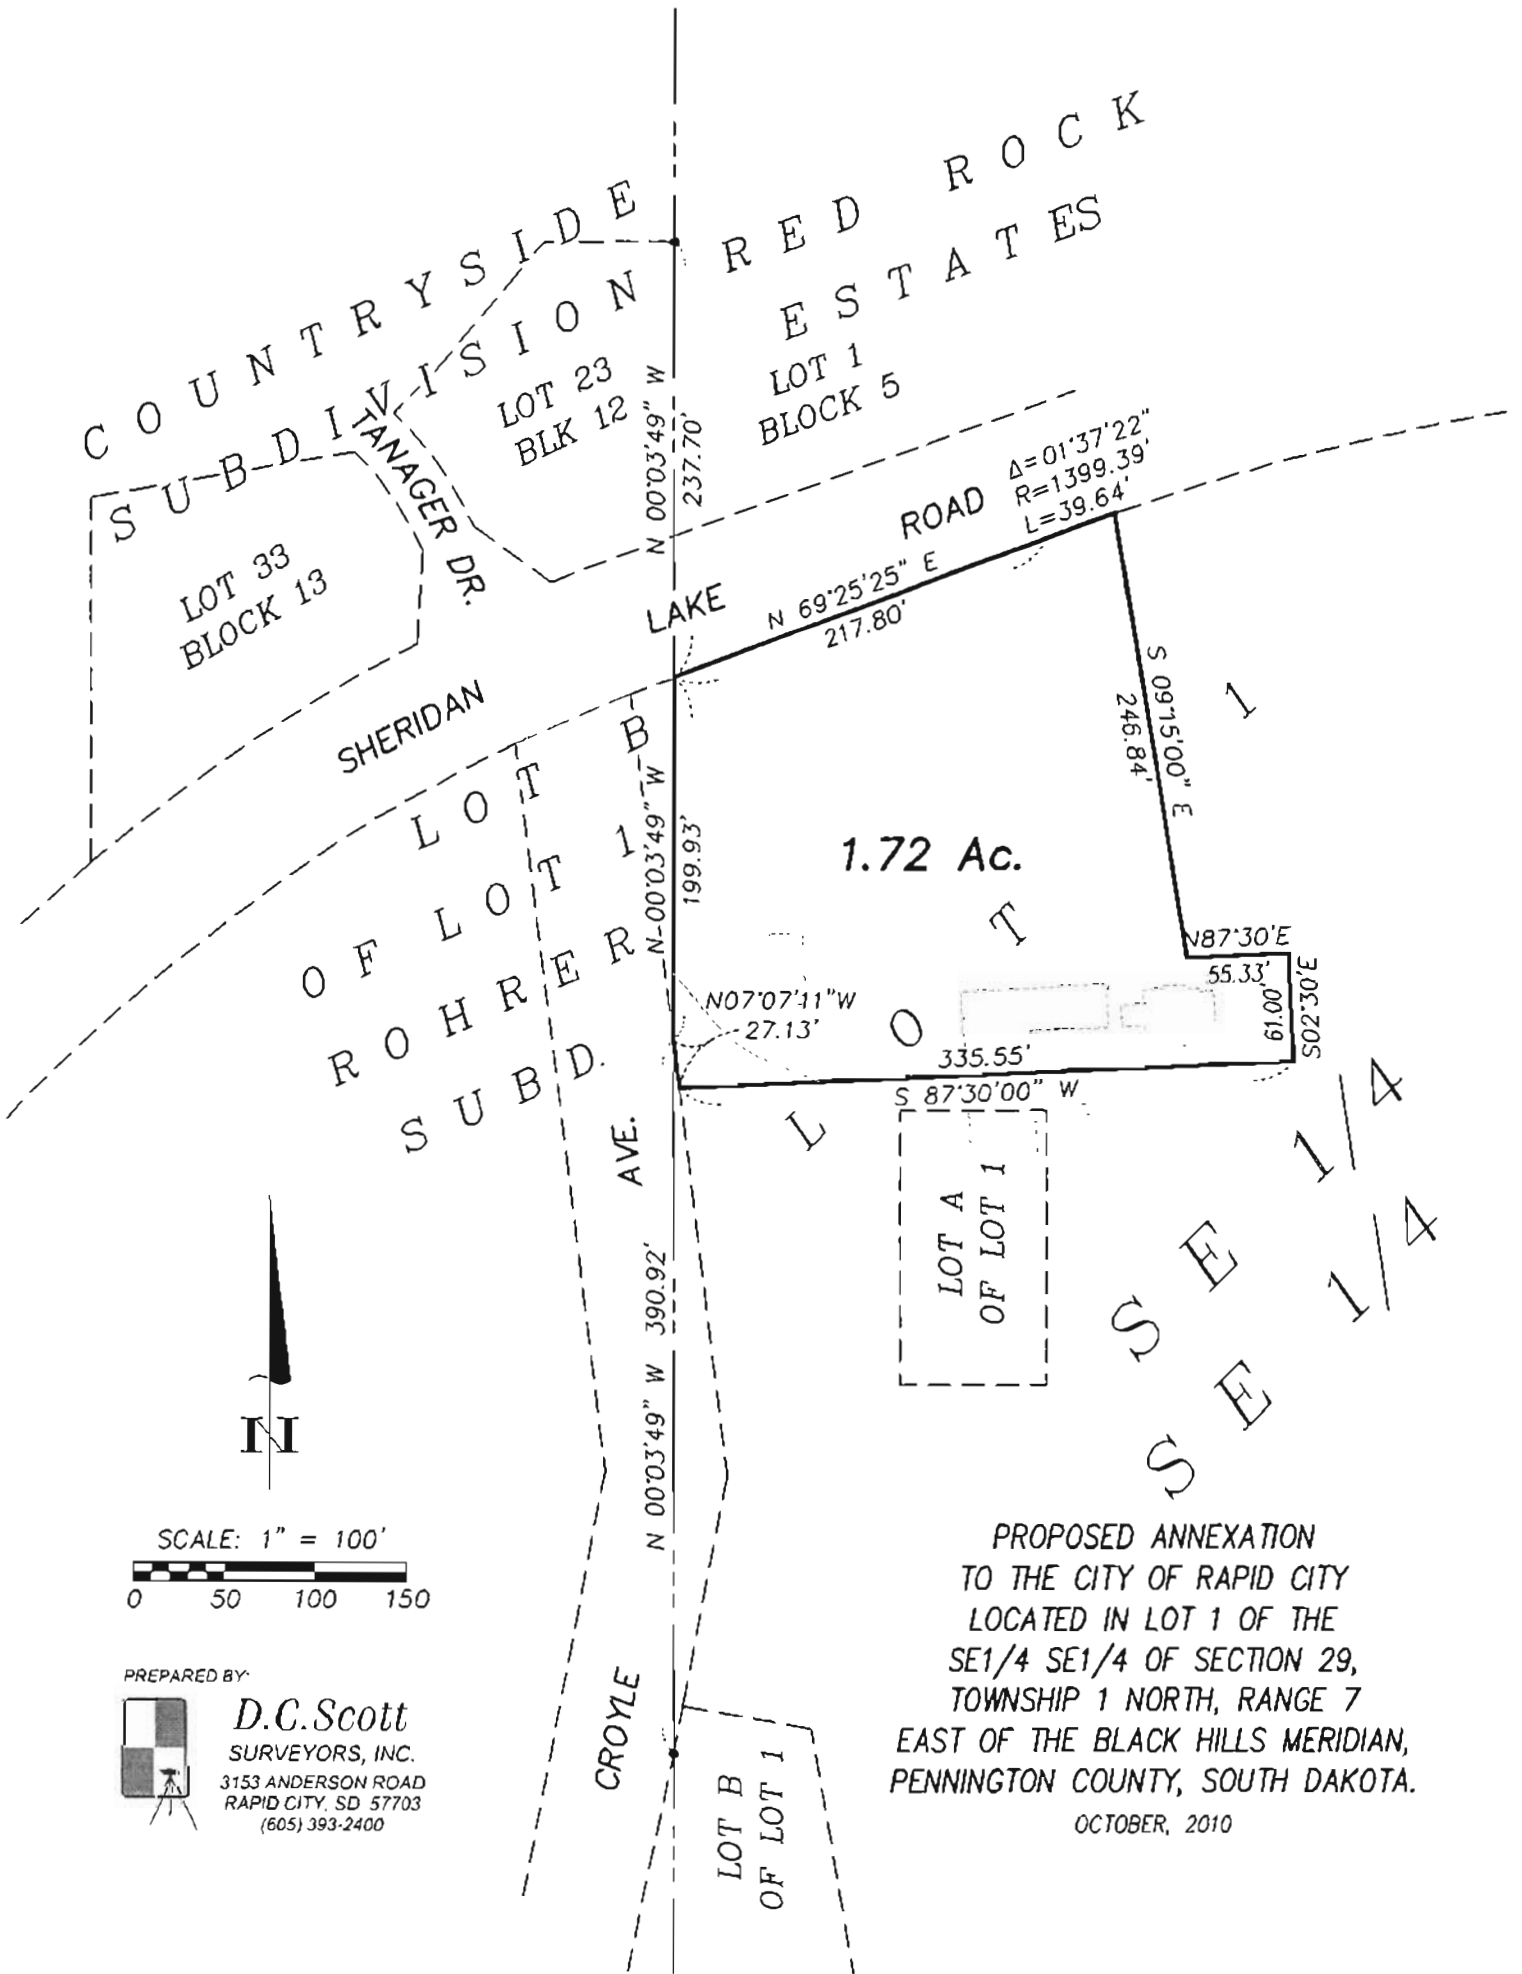 COUNTRYSIDE
SUBDIVISION
RED ROCK
ESTATES
LOT 1
BLOCK 5
LOT 23
BLK 12
TANAGER DR.
LOT 33
BLOCK 13
N 00°03'49" W
237.70'
Δ=01°37'22"
R=1399.39'
L=39.64'
SHERIDAN LAKE ROAD
N 69°25'25" E
217.80'
S 09°15'00" E
246.84'
LOT B
OF LOT 1
ROHRER
SUBD.
N 00°03'49" W
199.93'
1.72 Ac.
LOT 1
N87°30'E
55.33'
61.00'
S02°30'E
N07°07'11"W
27.13'
335.55'
S 87°30'00" W
LOT A
OF LOT 1
SE 1/4
SE 1/4
CROYLE AVE.
N 00°03'49" W 390.92'
LOT B
OF LOT 1
N
SCALE: 1" = 100'
0 50 100 150
PREPARED BY:
D.C.Scott
SURVEYORS, INC.
3153 ANDERSON ROAD
RAPID CITY, SD 57703
(605) 393-2400
PROPOSED ANNEXATION
TO THE CITY OF RAPID CITY
LOCATED IN LOT 1 OF THE
SE1/4 SE1/4 OF SECTION 29,
TOWNSHIP 1 NORTH, RANGE 7
EAST OF THE BLACK HILLS MERIDIAN,
PENNINGTON COUNTY, SOUTH DAKOTA.
OCTOBER, 2010